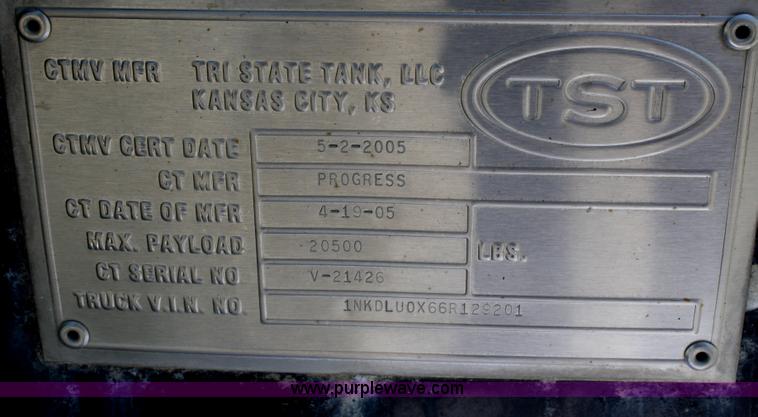 CTMV MFR TRI STATE TANK, LLC
KANSAS CITY, KS
TST
CTMV CERT DATE 5-2-2005
CT MFR PROGRESS
CT DATE OF MFR 4-19-05
MAX. PAYLOAD 20500 LBS.
CT SERIAL NO V-21426
TRUCK V.I.N. NO. 1NKDLU0X66R129201
www.purplewave.com